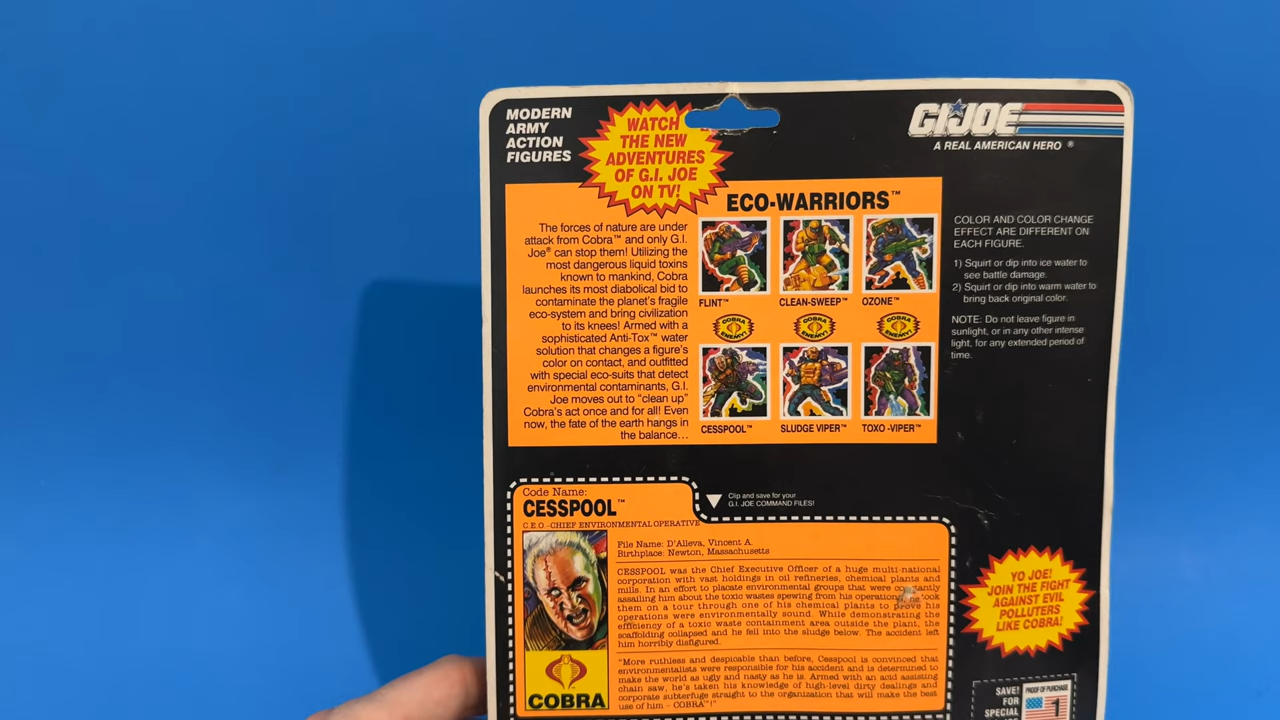 MODERN
ARMY
ACTION
FIGURES
WATCH
THE NEW
ADVENTURES
OF G.I. JOE
ON TV!
G.I. JOE
A REAL AMERICAN HERO ®
ECO-WARRIORS™
The forces of nature are under
attack from Cobra™ and only G.I.
Joe® can stop them! Utilizing the
most dangerous liquid toxins
known to mankind, Cobra
launches its most diabolical bid to
contaminate the planet's fragile
eco-system and bring civilization
to its knees! Armed with a
sophisticated Anti-Tox™ water
solution that changes a figure's
color on contact, and outfitted
with special eco-suits that detect
environmental contaminants, G.I.
Joe moves out to "clean up"
Cobra's act once and for all! Even
now, the fate of the earth hangs in
the balance...
FLINT™
CLEAN-SWEEP™
OZONE™
COBRA ENEMY!
COBRA ENEMY!
COBRA ENEMY!
CESSPOOL™
SLUDGE VIPER™
TOXO -VIPER™
COLOR AND COLOR CHANGE
EFFECT ARE DIFFERENT ON
EACH FIGURE.
1) Squirt or dip into ice water to
see battle damage.
2) Squirt or dip into warm water to
bring back original color.
NOTE: Do not leave figure in
sunlight, or in any other intense
light, for any extended period of
time.
Code Name:
CESSPOOL™
C.E.O.-CHIEF ENVIRONMENTAL OPERATIVE
Clip and save for your
G.I. JOE COMMAND FILES!
File Name: D'Alleva, Vincent A.
Birthplace: Newton, Massachusetts
CESSPOOL was the Chief Executive Officer of a huge multi-national
corporation with vast holdings in oil refineries, chemical plants and
mills. In an effort to placate environmental groups that were
assailing him about the toxic wastes spewing from his took
them on a tour through one of his chemical plants to prove his
operations were environmentally sound. While demonstrating the
efficiency of a toxic waste containment area outside the plant, the
scaffolding collapsed and he fell into the sludge below. The accident left
him horribly disfigured.
"More ruthless and despicable than before, Cesspool is convinced that
environmentalists were responsible for his accident and is determined to
make the world as ugly and nasty as he is. Armed with an acid assisting
chain saw, he's taken his knowledge of high-level dirty dealings and
corporate subterfuge straight to the organization that will make the best
use of him – COBRA™!"
COBRA
YO JOE!
JOIN THE FIGHT
AGAINST EVIL
POLLUTERS
LIKE COBRA!
SAVE!
FOR
SPECIAL
PROOF OF PURCHASE
1